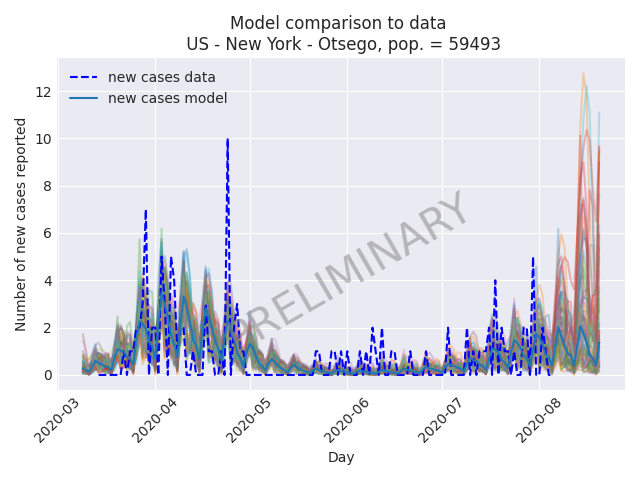 Model comparison to data
US - New York - Otsego, pop. = 59493
new cases data
new cases model
PRELIMINARY
Number of new cases reported
12
10
8
6
4
2
0
2020-03
2020-04
2020-05
2020-06
2020-07
2020-08
Day